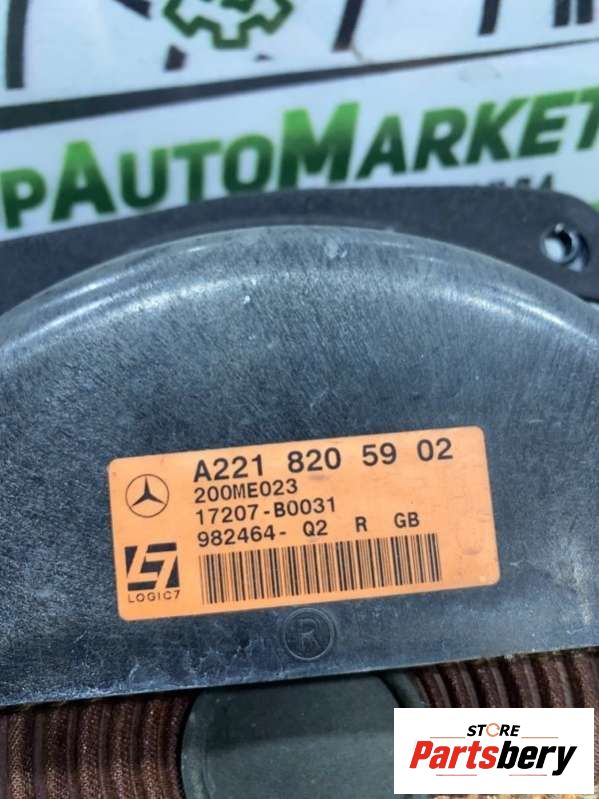 PAUTOMARKET
A221 820 59 02
200ME023
17207-B0031
982464- Q2 R GB
LOGIC7
R
STORE
Partsbery